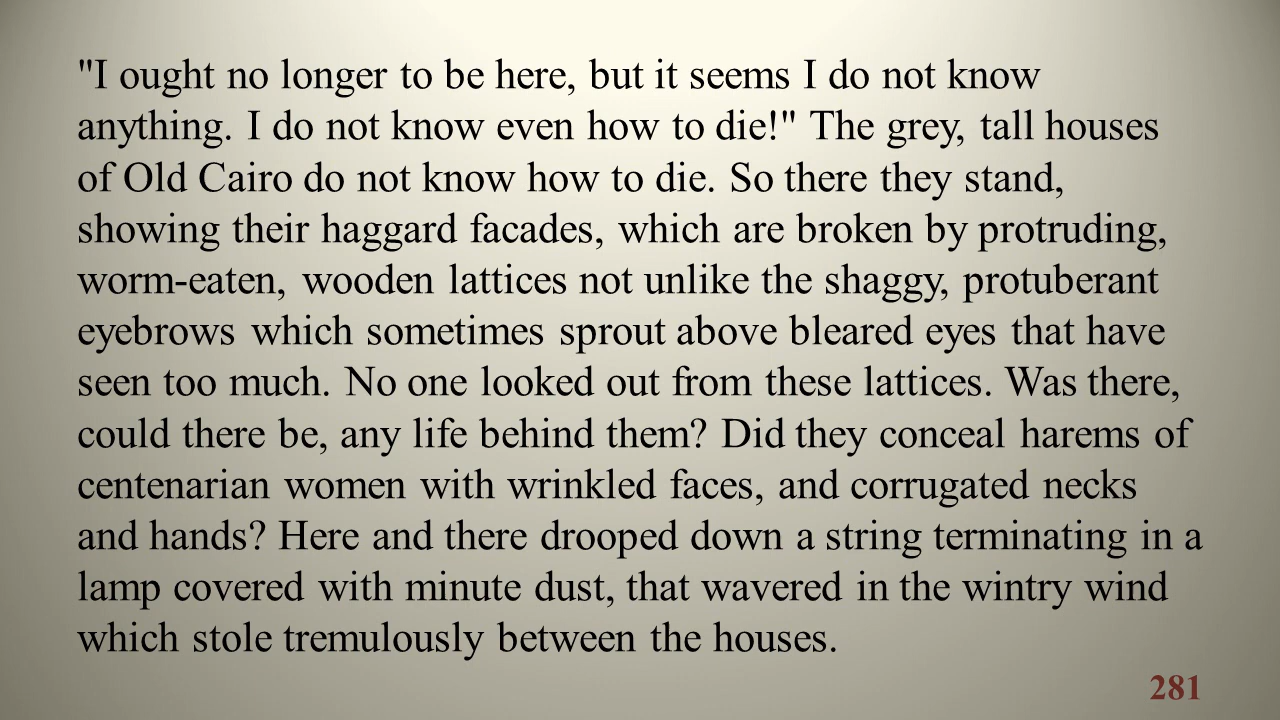 "I ought no longer to be here, but it seems I do not know
anything. I do not know even how to die!" The grey, tall houses
of Old Cairo do not know how to die. So there they stand,
showing their haggard facades, which are broken by protruding,
worm-eaten, wooden lattices not unlike the shaggy, protuberant
eyebrows which sometimes sprout above bleared eyes that have
seen too much. No one looked out from these lattices. Was there,
could there be, any life behind them? Did they conceal harems of
centenarian women with wrinkled faces, and corrugated necks
and hands? Here and there drooped down a string terminating in a
lamp covered with minute dust, that wavered in the wintry wind
which stole tremulously between the houses.
281